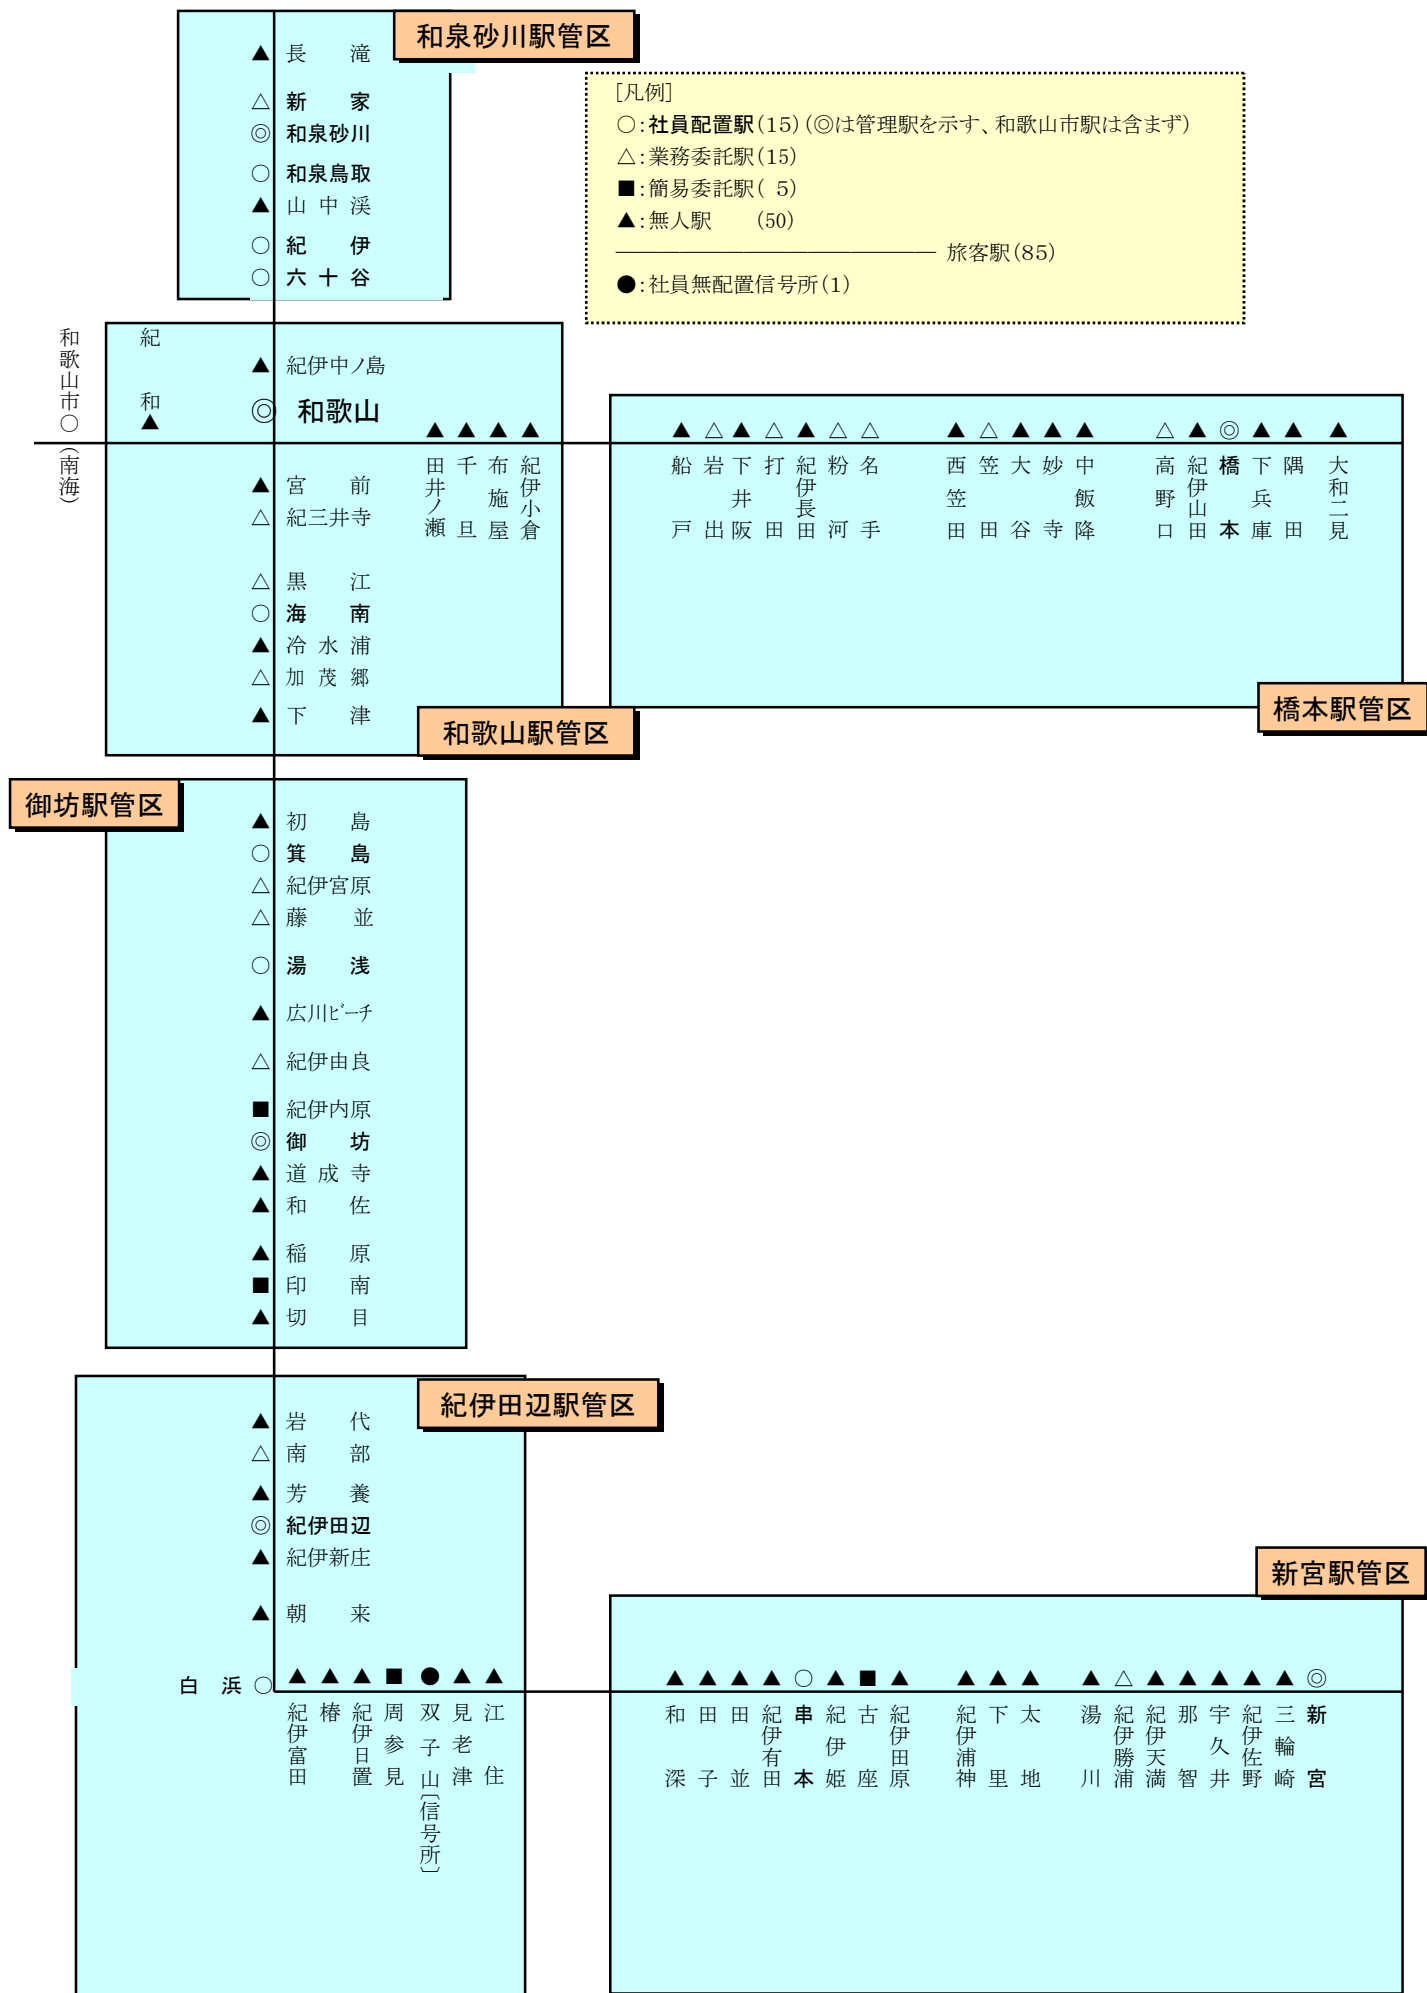 和泉砂川駅管区
▲ 長 滝
△ 新 家
◎ 和泉砂川
○ 和泉鳥取
▲ 山 中 渓
○ 紀 伊
○ 六 十 谷
[凡例]
○:社員配置駅(15)(◎は管理駅を示す、和歌山市駅は含まず)
△:業務委託駅(15)
■:簡易委託駅( 5)
▲:無人駅 (50)
旅客駅(85)
●:社員無配置信号所(1)
和歌山市○(南海)
紀 和▲
▲ 紀伊中ノ島
◎ 和歌山
▲ 田井ノ瀬
▲ 千 旦
▲ 布 施 屋
▲ 紀伊小倉
▲ 宮 前
△ 紀三井寺
△ 黒 江
○ 海 南
▲ 冷 水 浦
△ 加 茂 郷
▲ 下 津
和歌山駅管区
▲ 船 戸
△ 岩 出
▲ 下 井 阪
△ 打 田
▲ 紀伊長田
△ 粉 河
△ 名 手
▲ 西 笠 田
△ 笠 田
▲ 大 谷
▲ 妙 寺
▲ 中 飯 降
△ 高 野 口
▲ 紀伊山田
◎ 橋 本
▲ 下 兵 庫
▲ 隅 田
▲ 大和二見
橋本駅管区
御坊駅管区
▲ 初 島
○ 箕 島
△ 紀伊宮原
△ 藤 並
○ 湯 浅
▲ 広川ビーチ
△ 紀伊由良
■ 紀伊内原
◎ 御 坊
▲ 道 成 寺
▲ 和 佐
▲ 稲 原
■ 印 南
▲ 切 目
紀伊田辺駅管区
▲ 岩 代
△ 南 部
▲ 芳 養
◎ 紀伊田辺
▲ 紀伊新庄
▲ 朝 来
白 浜 ○
▲ 紀伊富田
▲ 椿
▲ 紀伊日置
■ 周 参 見
● 双 子 山[信号所]
▲ 見 老 津
▲ 江 住
新宮駅管区
▲ 和 深
▲ 田 子
▲ 田 並
▲ 紀伊有田
○ 串 本
▲ 紀 伊 姫
■ 古 座
▲ 紀伊田原
▲ 紀伊浦神
▲ 下 里
▲ 太 地
▲ 湯 川
△ 紀伊勝浦
▲ 紀伊天満
▲ 那 智
▲ 宇 久 井
▲ 紀伊佐野
▲ 三 輪 崎
◎ 新 宮